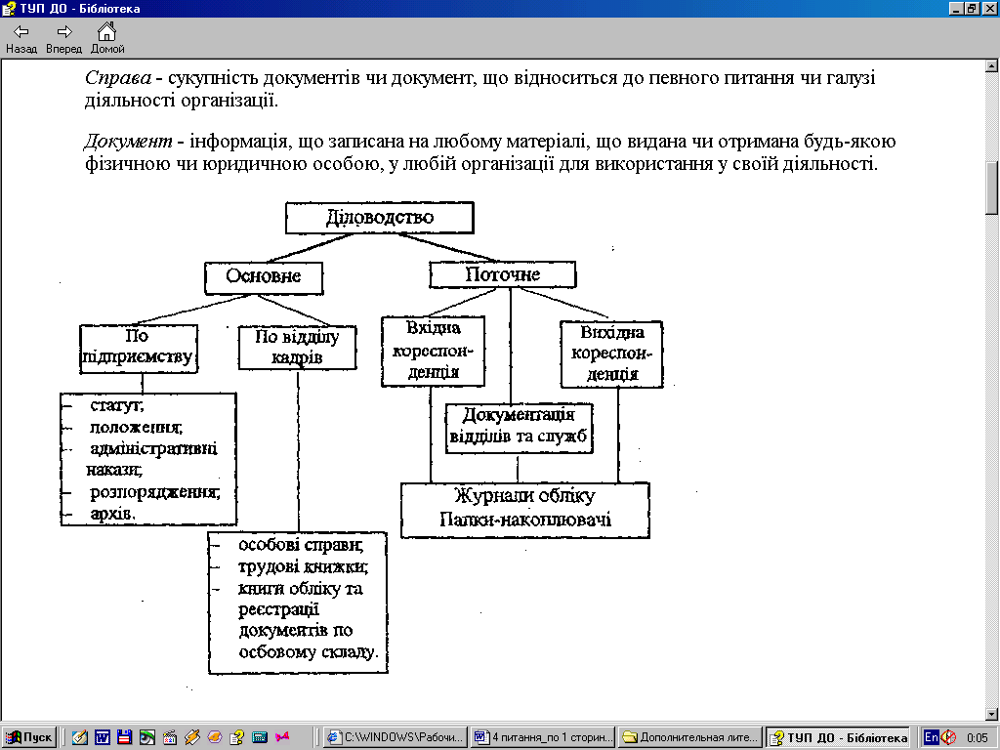 ТУП ДО - Бібліотека
Назад Вперед Домой
Справа - сукупність документів чи документ, що відноситься до певного питання чи галузі
діяльності організації.
Документ - інформація, що записана на любому матеріалі, що видана чи отримана будь-якою
фізичною чи юридичною особою, у любій організації для використання у своїй діяльності.
Діловодство
Основне
Поточне
По
підприємству
По відділу
кадрів
Вхідна
кореспон-
денція
Вихідна
кореспон-
денція
– статут;
– положення;
– адміністративні
накази;
– розпорядження;
– архів.
Документація
відділів та служб
Журнали обліку
Папки-накоплювачі
– особові справи;
– трудові книжки;
– книги обліку та
реєстрації
документів по
осбовому складу.
Пуск
C:\WINDOWS\Рабочи...
4 питання_по 1 сторин...
Дополнительная лите...
ТУП ДО - Бібліотека
En
0:05